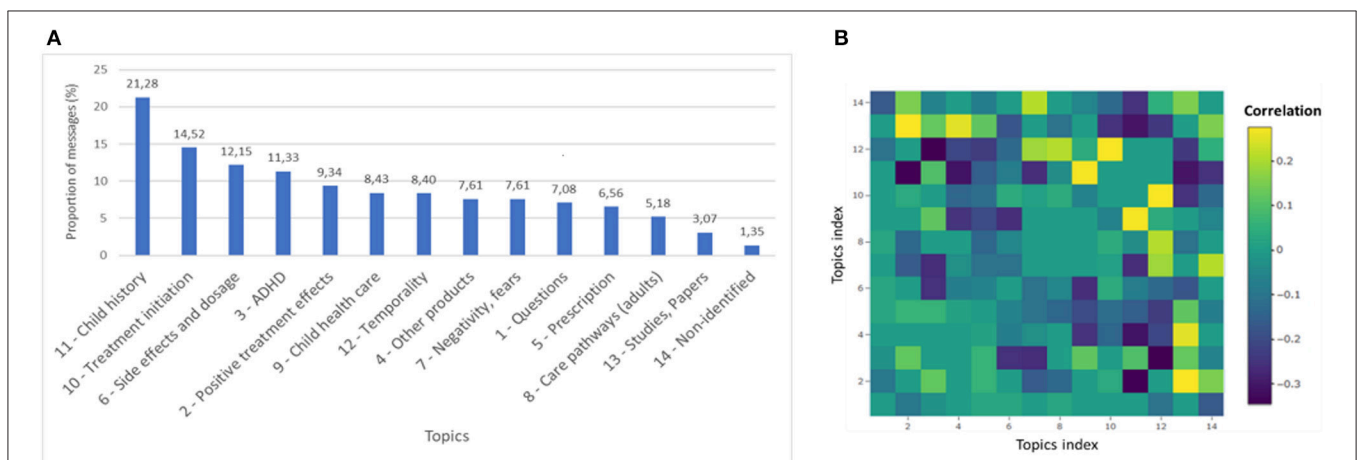 A
Proportion of messages (%)
25
20
15
10
5
0
21,28
14,52
12,15
11,33
9,34
8,43
8,40
7,61
7,61
7,08
6,56
5,18
3,07
1,35
11 - Child history
10 - Treatment initiation
6 - Side effects and dosage
3 - ADHD
2 - Positive treatment effects
9 - Child health care
12 - Temporality
4 - Other products
7 - Negativity, fears
1 - Questions
5 - Prescription
8 - Care pathways (adults)
13 - Studies, Papers
14 - Non-identified
Topics
B
Topics index
14
12
10
8
6
4
2
2 4 6 8 10 12 14
Topics index
Correlation
0.2
0.1
0
−0.1
−0.2
−0.3